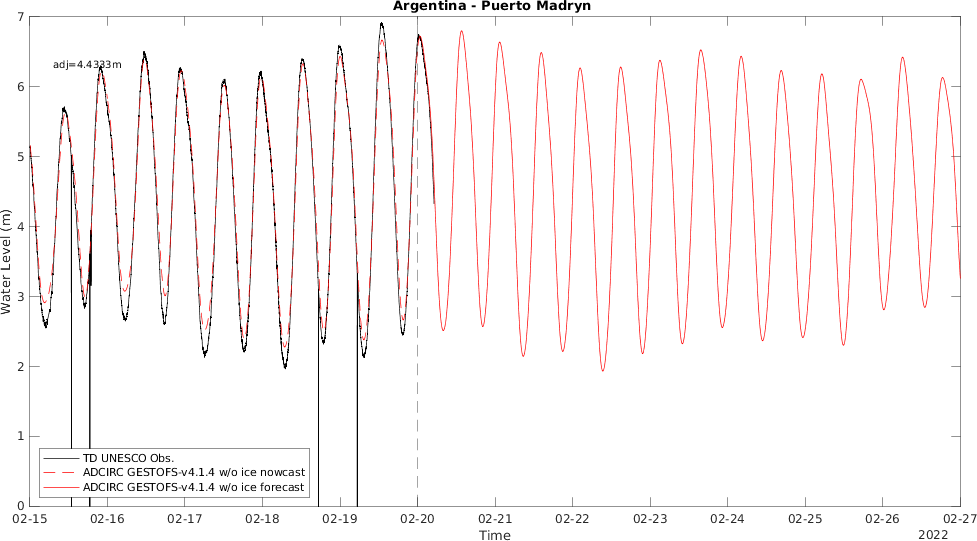 Argentina - Puerto Madryn
adj=4.4333m
Water Level (m)
7
6
5
4
3
2
1
0
TD UNESCO Obs.
ADCIRC GESTOFS-v4.1.4 w/o ice nowcast
ADCIRC GESTOFS-v4.1.4 w/o ice forecast
02-15 02-16 02-17 02-18 02-19 02-20 02-21 02-22 02-23 02-24 02-25 02-26 02-27
Time
2022